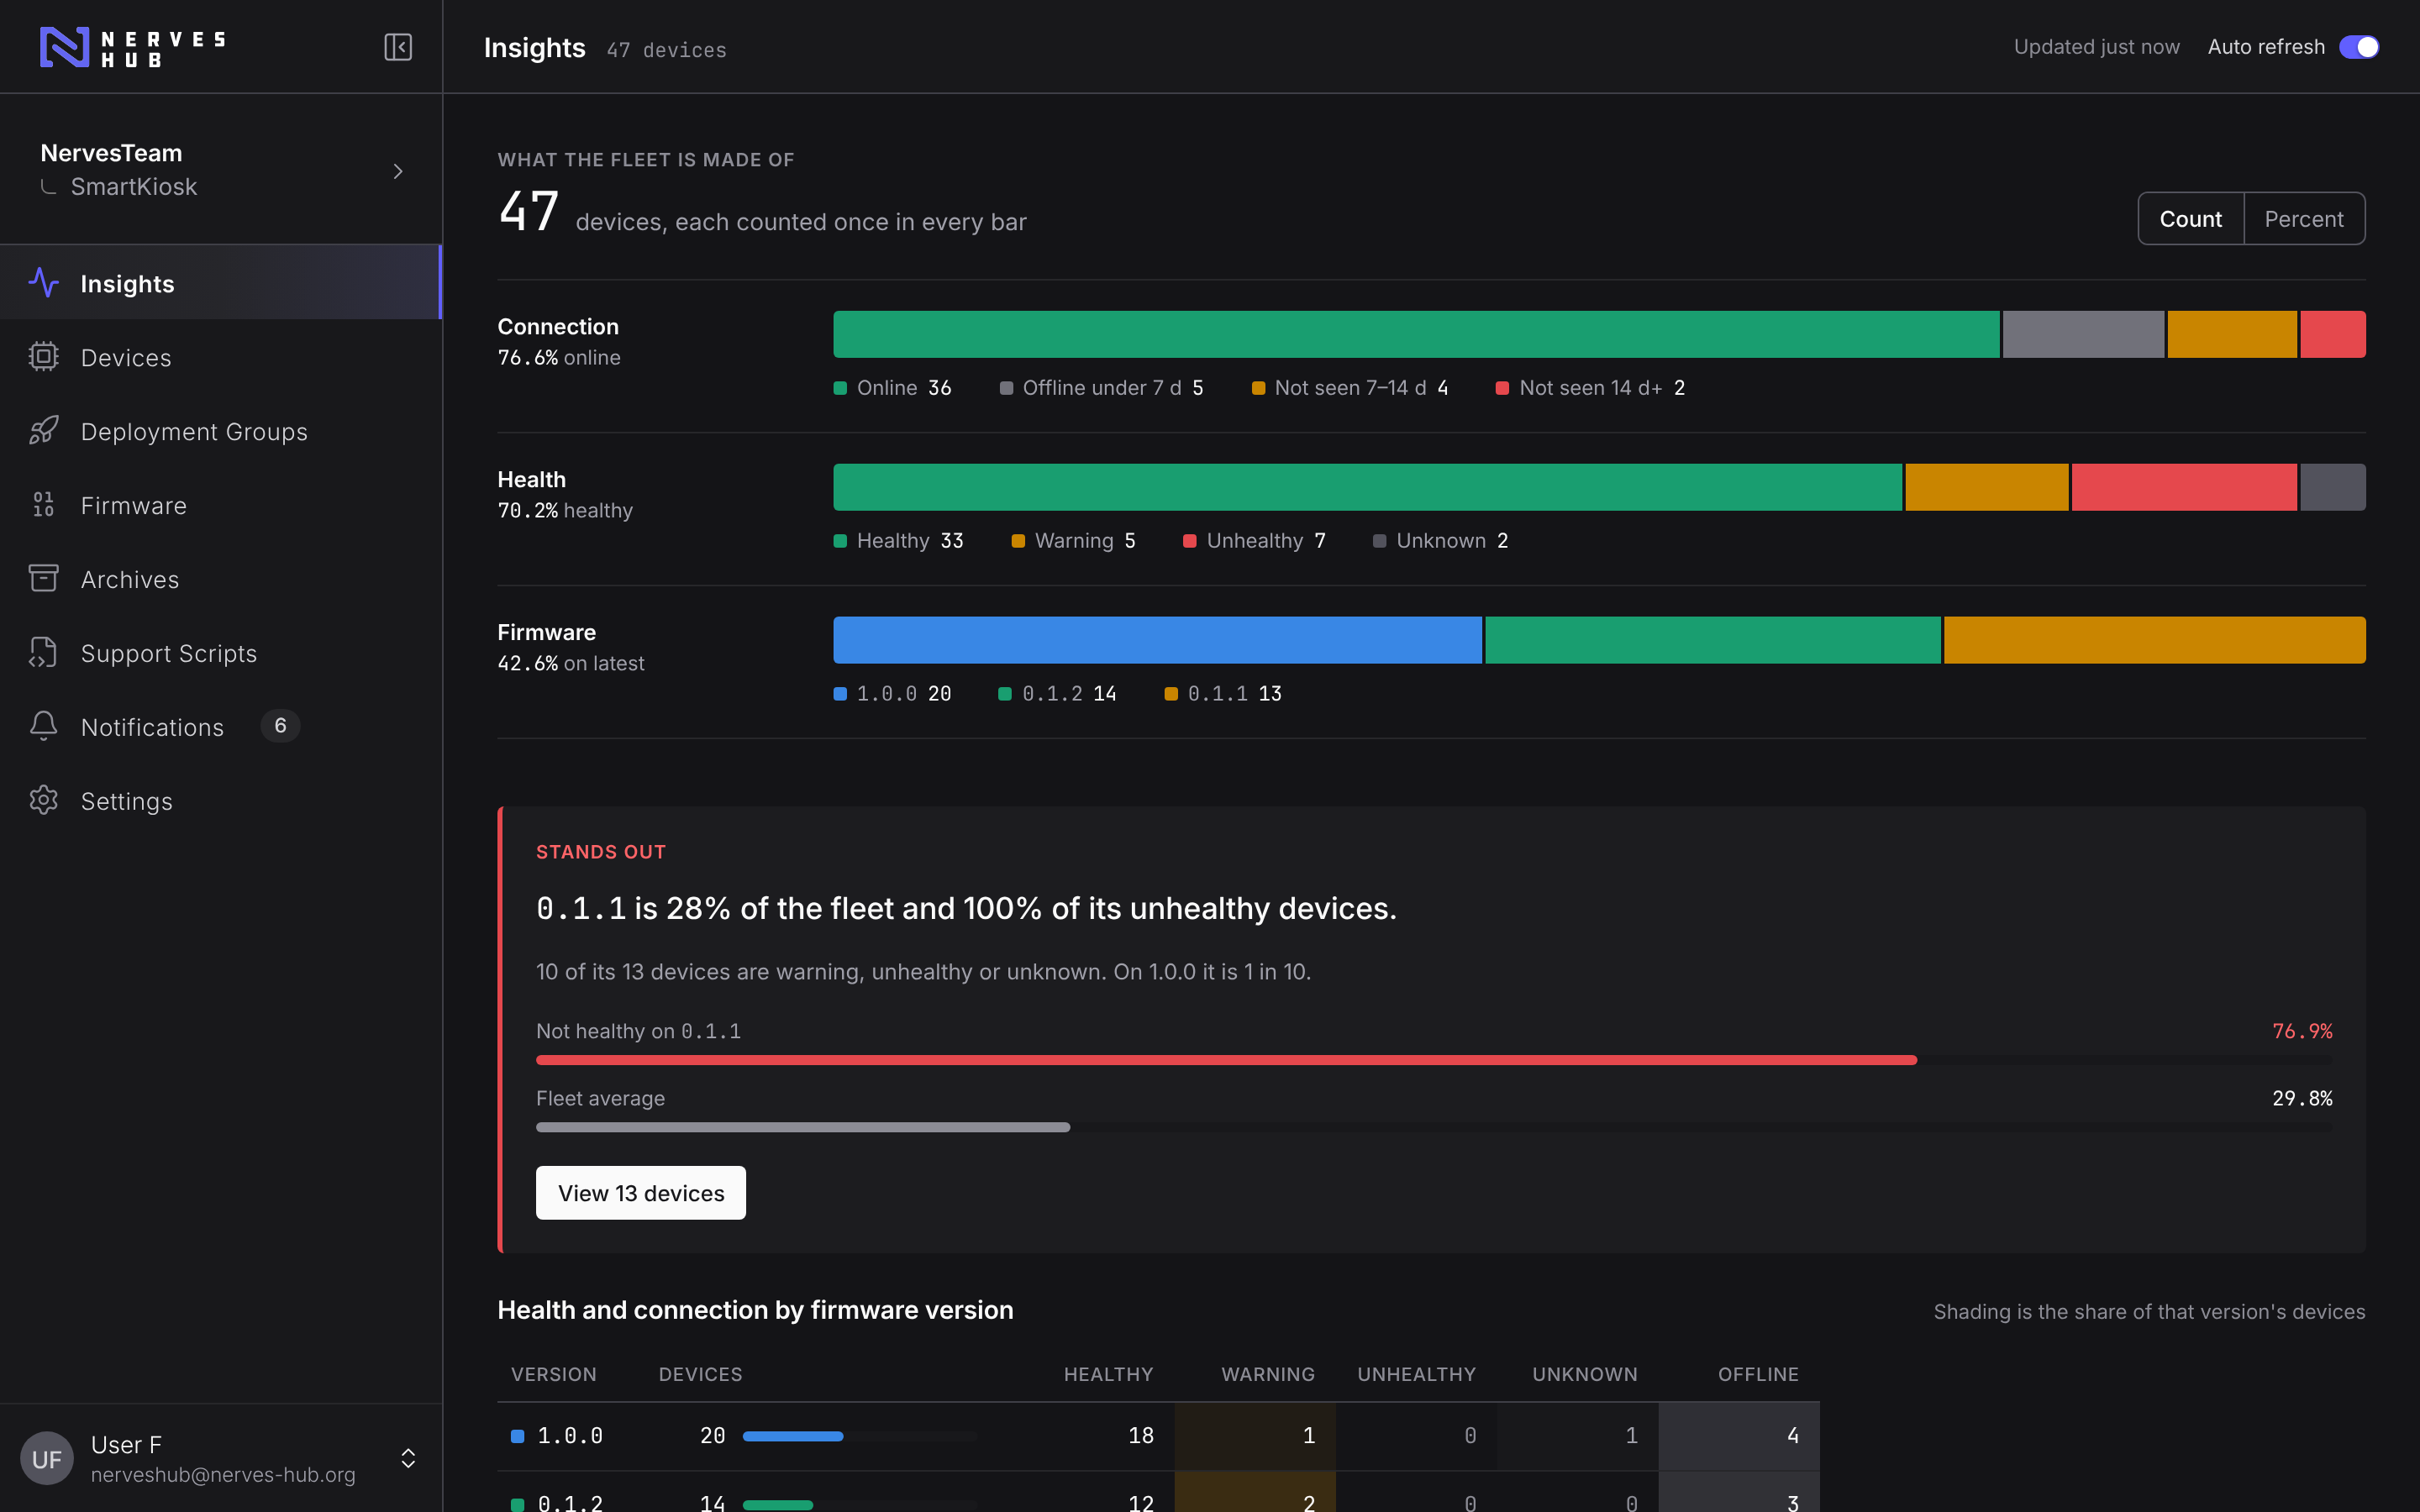 NERVES
HUB
Insights 47 devices
Updated just now Auto refresh
NervesTeam
SmartKiosk
Insights
Devices
Deployment Groups
Firmware
Archives
Support Scripts
Notifications 6
Settings
UF
User F
nerveshub@nerves-hub.org
WHAT THE FLEET IS MADE OF
47 devices, each counted once in every bar
Count Percent
Connection
76.6% online
Online 36 Offline under 7 d 5 Not seen 7–14 d 4 Not seen 14 d+ 2
Health
70.2% healthy
Healthy 33 Warning 5 Unhealthy 7 Unknown 2
Firmware
42.6% on latest
1.0.0 20 0.1.2 14 0.1.1 13
STANDS OUT
0.1.1 is 28% of the fleet and 100% of its unhealthy devices.
10 of its 13 devices are warning, unhealthy or unknown. On 1.0.0 it is 1 in 10.
Not healthy on 0.1.1 76.9%
Fleet average 29.8%
View 13 devices
Health and connection by firmware version
Shading is the share of that version's devices
VERSION DEVICES HEALTHY WARNING UNHEALTHY UNKNOWN OFFLINE
1.0.0 20 18 1 0 1 4
0.1.2 14 12 2 0 0 3